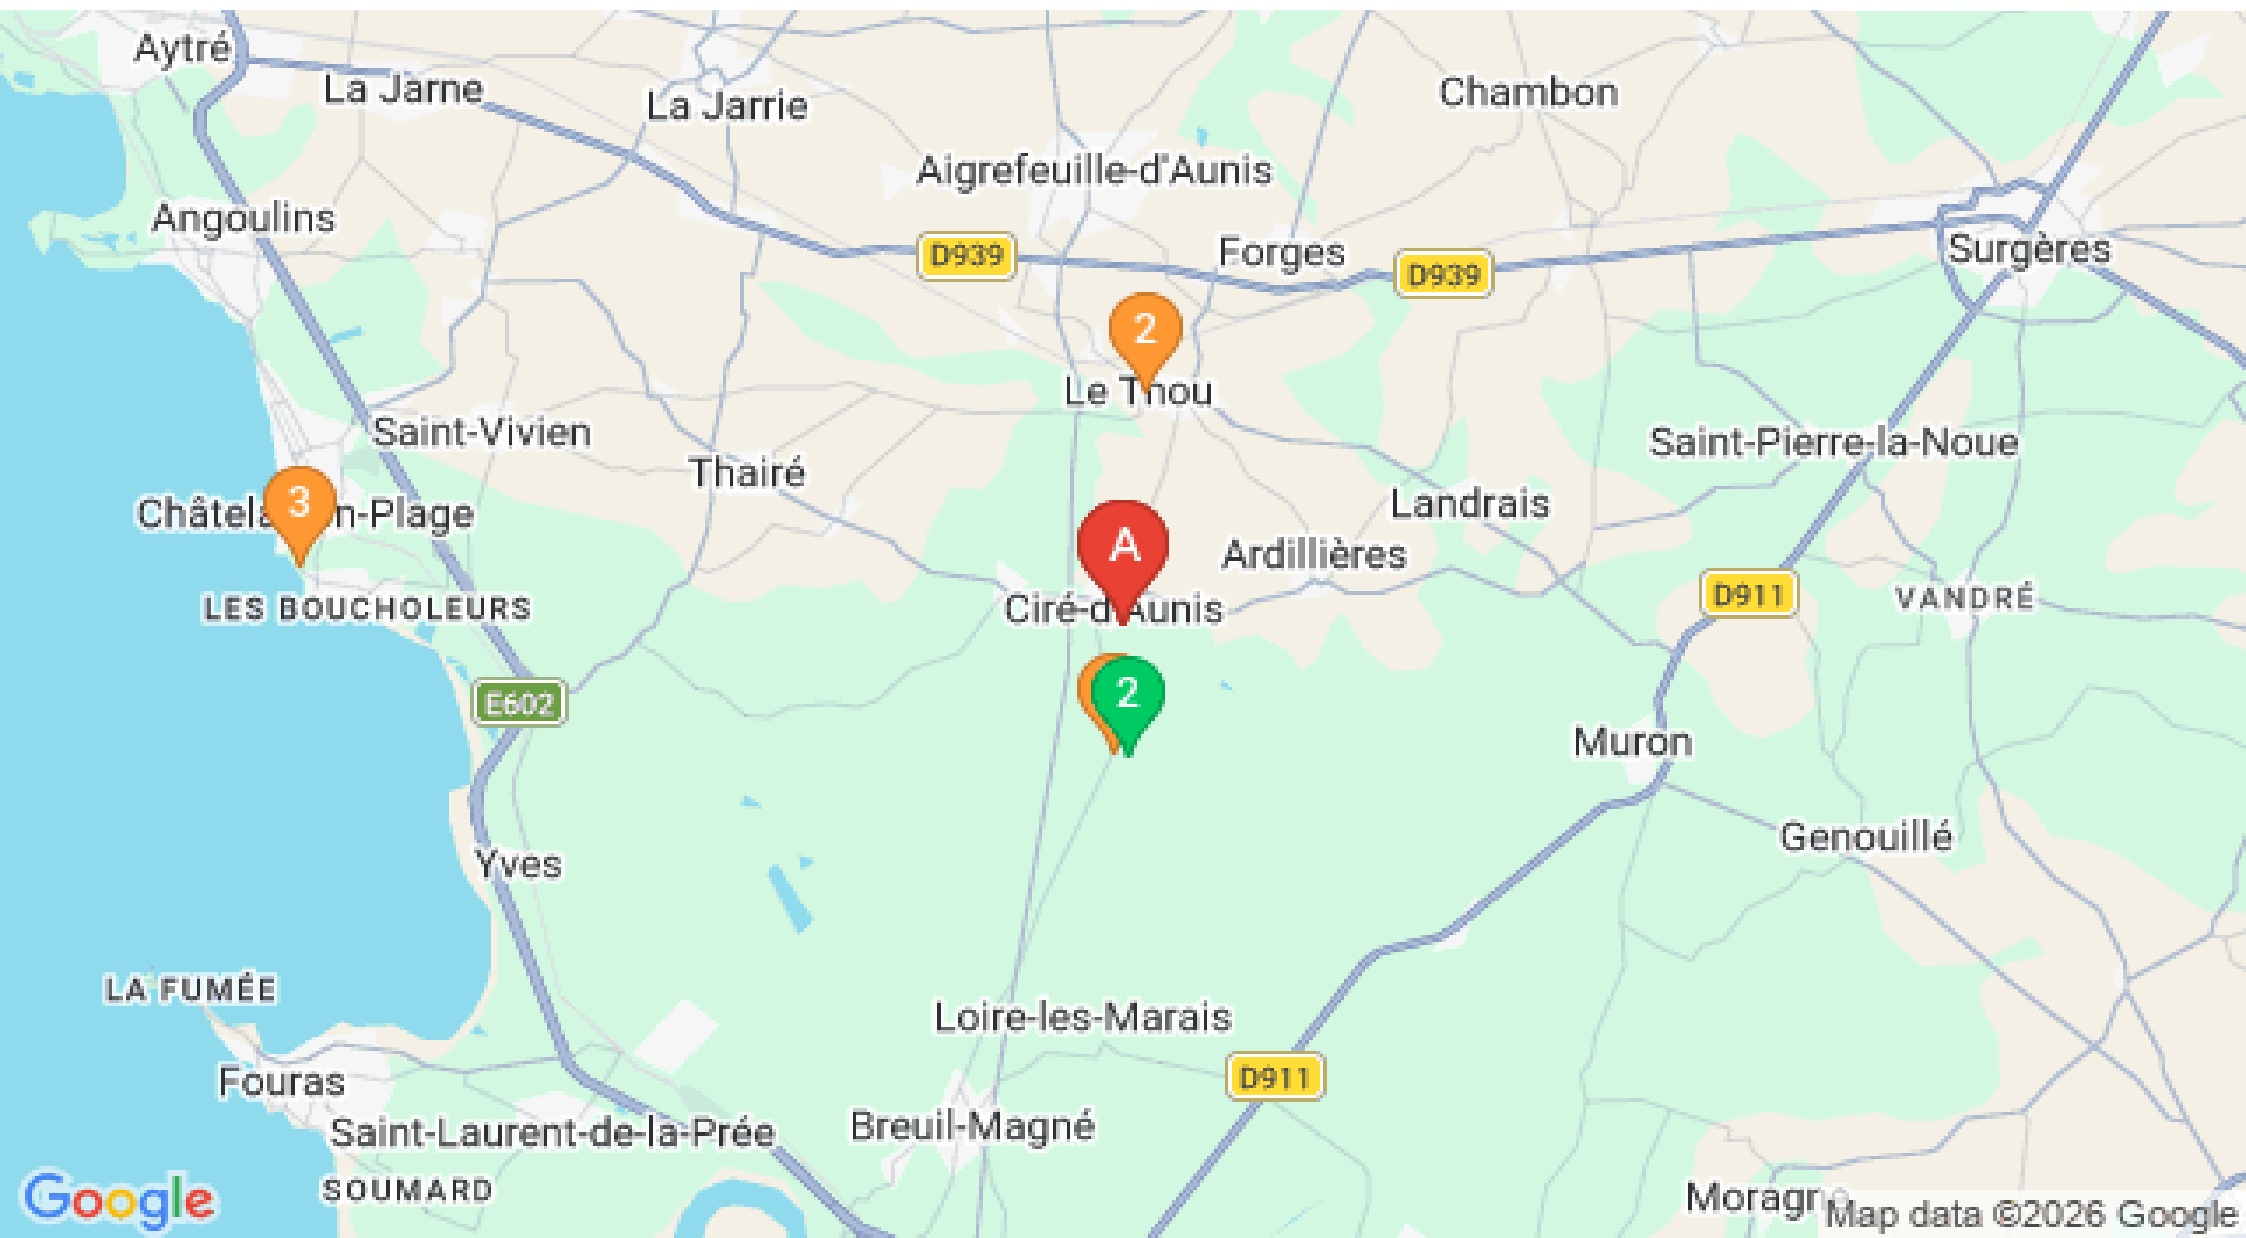 Aytré
La Jarne
La Jarrie
Chambon
Aigrefeuille-d'Aunis
Angoulins
D939
Forges
D939
Surgères
2
Le Thou
Saint-Vivien
Thairé
Saint-Pierre-la-Noue
3
Châtelaillon-Plage
Landrais
A
Ardillières
Ciré-d'Aunis
LES BOUCHOLEURS
D911
VANDRÉ
2
E602
Muron
Genouillé
Yves
LA FUMÉE
Loire-les-Marais
D911
Fouras
Saint-Laurent-de-la-Prée
Breuil-Magné
SOUMARD
Google
Moragne
Map data ©2026 Google